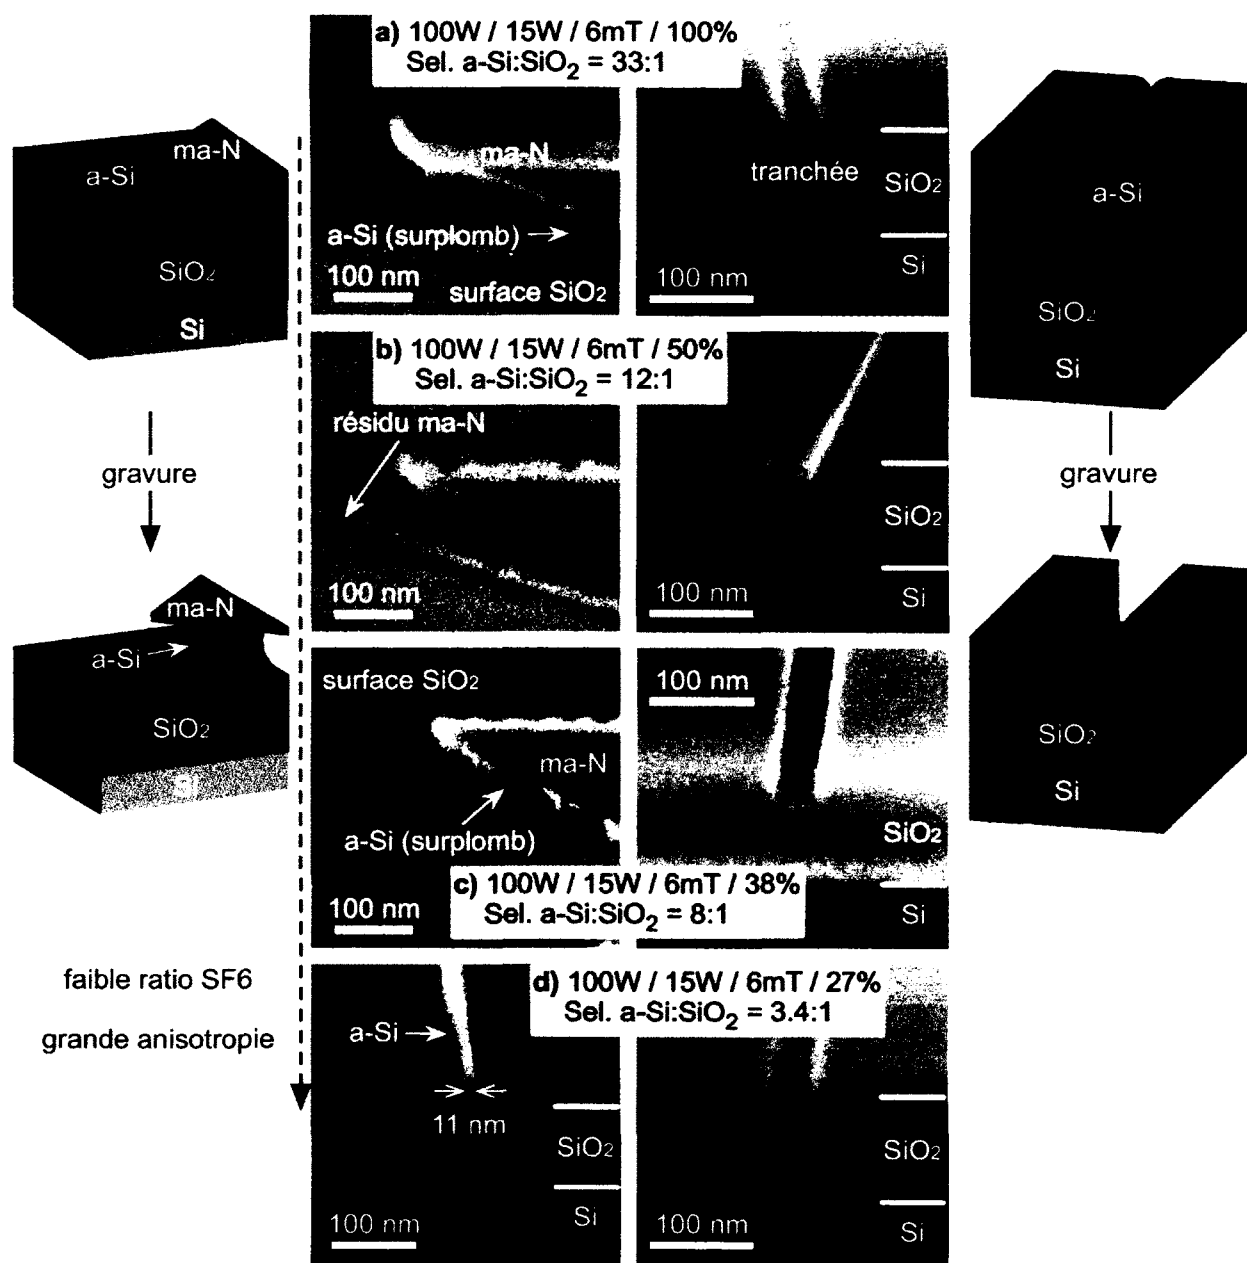 a) 100W / 15W / 6mT / 100%
Sel. a-Si:SiO2 = 33:1
ma-N
a-Si
SiO2
Si
ma-N
a-Si (surplomb)
100 nm
surface SiO2
tranchée
SiO2
Si
100 nm
a-Si
SiO2
Si
gravure
b) 100W / 15W / 6mT / 50%
Sel. a-Si:SiO2 = 12:1
résidu ma-N
100 nm
SiO2
Si
100 nm
gravure
ma-N
a-Si
SiO2
Si
surface SiO2
ma-N
a-Si (surplomb)
100 nm
100 nm
SiO2
Si
c) 100W / 15W / 6mT / 38%
Sel. a-Si:SiO2 = 8:1
SiO2
Si
faible ratio SF6
grande anisotropie
d) 100W / 15W / 6mT / 27%
Sel. a-Si:SiO2 = 3.4:1
a-Si
11 nm
SiO2
Si
100 nm
SiO2
Si
100 nm